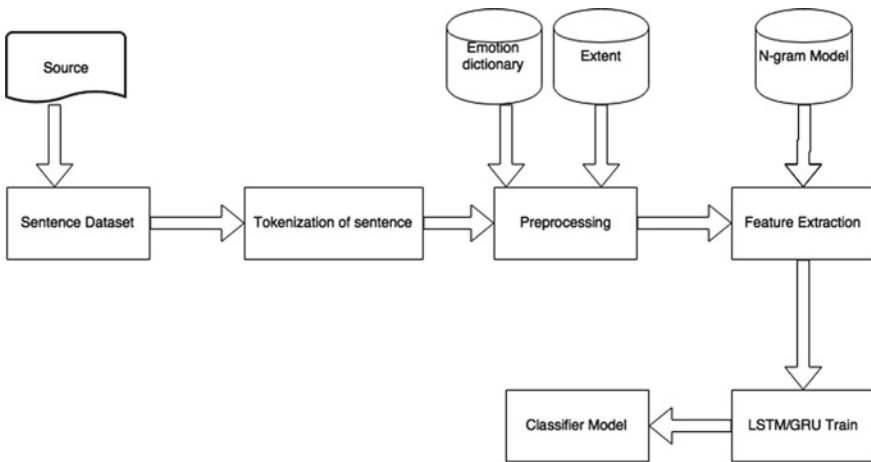 Source
Emotion
dictionary
Extent
N-gram Model
Sentence Dataset
Tokenization of sentence
Preprocessing
Feature Extraction
Classifier Model
LSTM/GRU Train